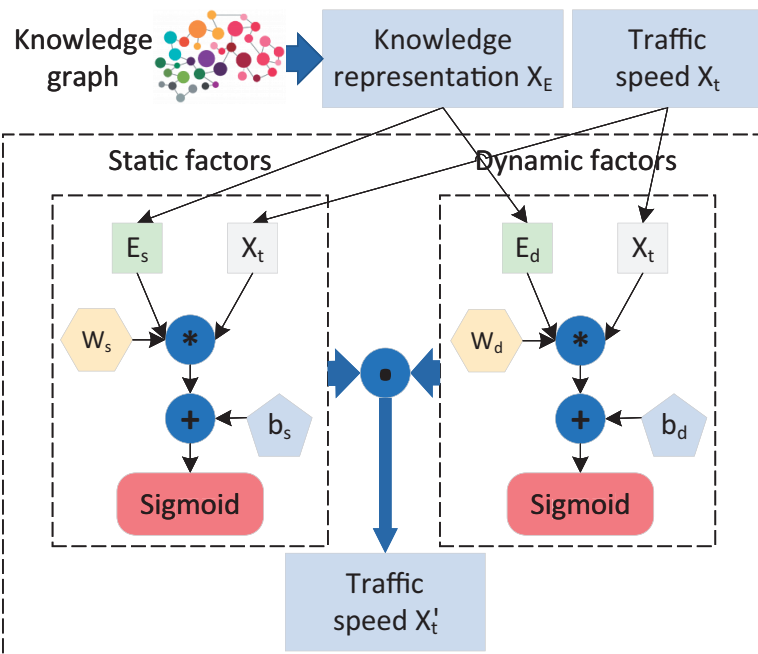 Knowledge
graph
Knowledge
representation X_E
Traffic
speed X_t
Static factors
Dynamic factors
E_s
X_t
E_d
X_t
W_s
*
W_d
*
+
b_s
+
b_d
Sigmoid
Sigmoid
Traffic
speed X_t'